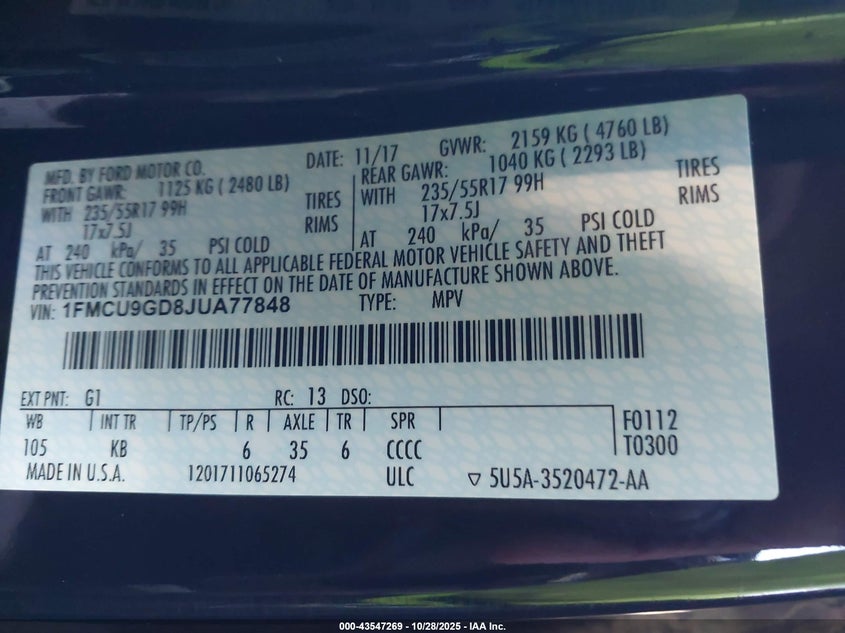 MFD. BY FORD MOTOR CO. DATE: 11/17 GVWR: 2159 KG ( 4760 LB)
FRONT GAWR: 1125 KG ( 2480 LB) REAR GAWR: 1040 KG ( 2293 LB)
WITH 235/55R17 99H TIRES WITH 235/55R17 99H TIRES
17x7.5J RIMS 17x7.5J RIMS
AT 240 kPa/ 35 PSI COLD AT 240 kPa/ 35 PSI COLD
THIS VEHICLE CONFORMS TO ALL APPLICABLE FEDERAL MOTOR VEHICLE SAFETY AND THEFT
PREVENTION STANDARDS IN EFFECT ON THE DATE OF MANUFACTURE SHOWN ABOVE.
VIN: 1FMCU9GD8JUA77848 TYPE: MPV
EXT PNT: G1 RC: 13 DSO:
WB INT TR TP/PS R AXLE TR SPR F0112
105 KB 6 35 6 CCCC T0300
MADE IN U.S.A. 1201711065274 ULC ▽ 5U5A-3520472-AA
000-43547269 | 10/28/2025 - IAA Inc.